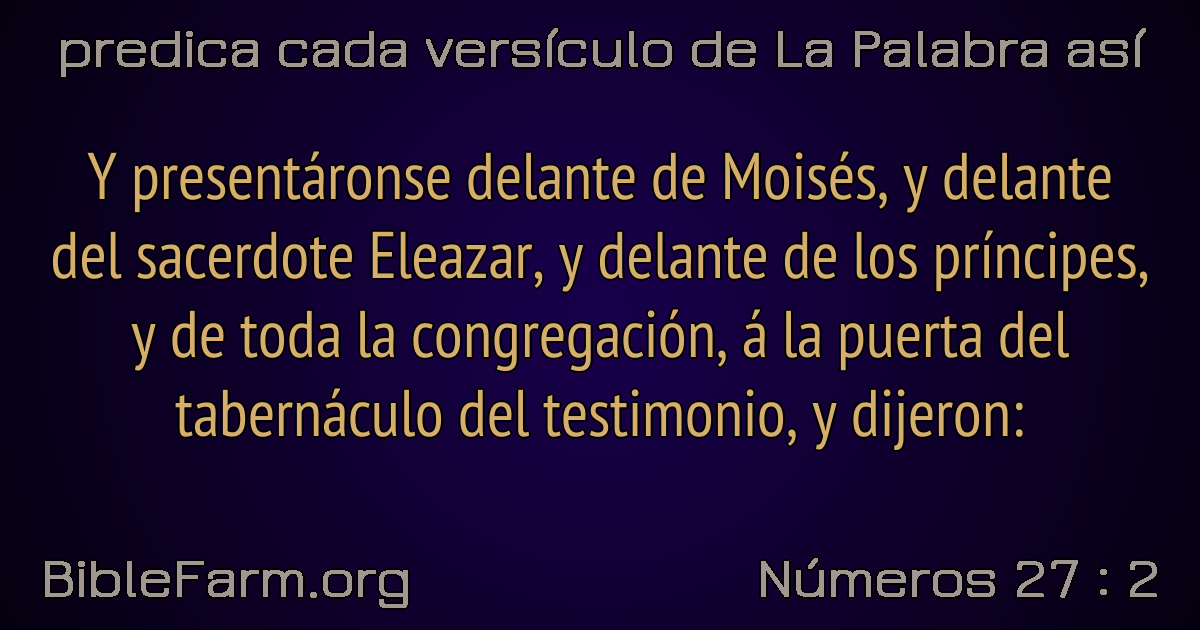 predica cada versículo de La Palabra así
Y presentáronse delante de Moisés, y delante
del sacerdote Eleazar, y delante de los príncipes,
y de toda la congregación, á la puerta del
tabernáculo del testimonio, y dijeron:
BibleFarm.org
Números 27 : 2